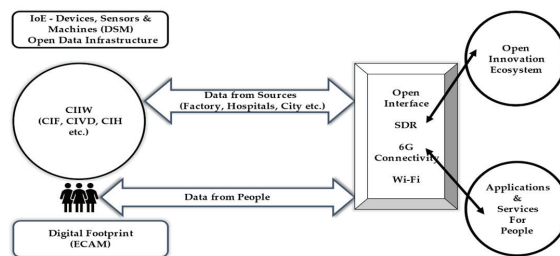 IoE - Devices, Sensors &
Machines (DSM)
Open Data Infrastructure
CIIW
(CIF, CIVD, CIH
etc.)
Data from Sources
(Factory, Hospitals, City etc.)
Data from People
Digital Footprint
(ECAM)
Open
Interface
SDR
6G
Connectivity
Wi-Fi
Open
Innovation
Ecosystem
Applications
&
Services
For
People